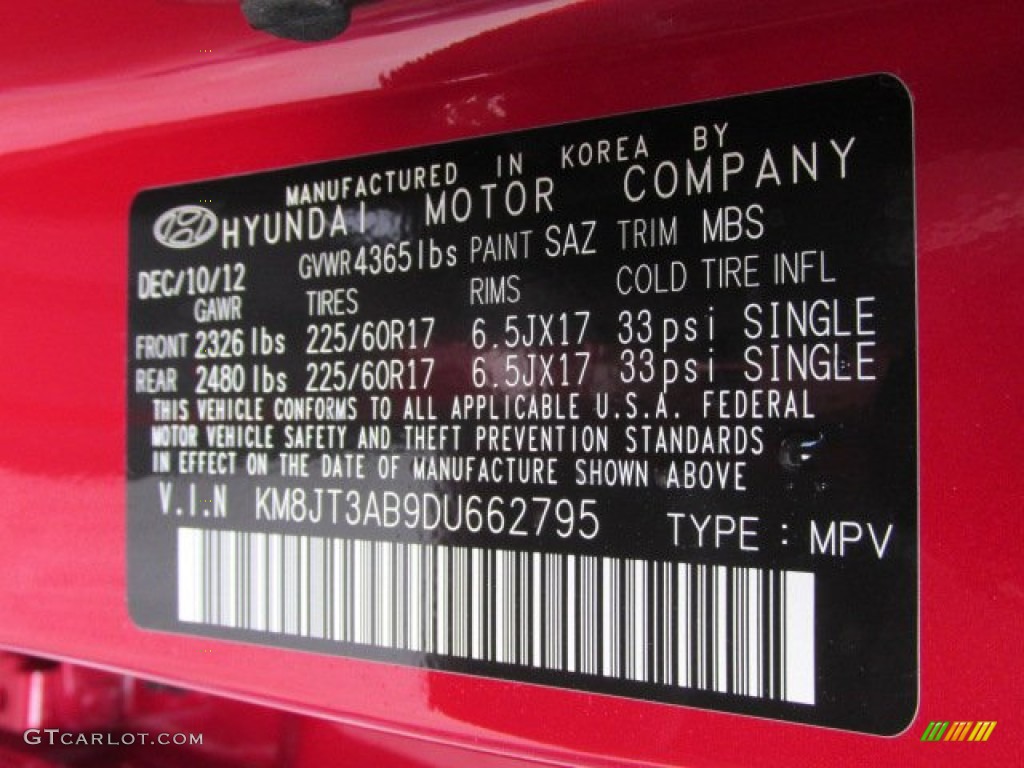 MANUFACTURED IN KOREA BY
HYUNDAI MOTOR COMPANY
DEC/10/12 GVWR 4365 lbs PAINT SAZ TRIM MBS
GAWR TIRES RIMS COLD TIRE INFL
FRONT 2326 lbs 225/60R17 6.5JX17 33 psi SINGLE
REAR 2480 lbs 225/60R17 6.5JX17 33 psi SINGLE
THIS VEHICLE CONFORMS TO ALL APPLICABLE U.S.A. FEDERAL
MOTOR VEHICLE SAFETY AND THEFT PREVENTION STANDARDS
IN EFFECT ON THE DATE OF MANUFACTURE SHOWN ABOVE
V.I.N KM8JT3AB9DU662795 TYPE : MPV
GTCARLOT.COM